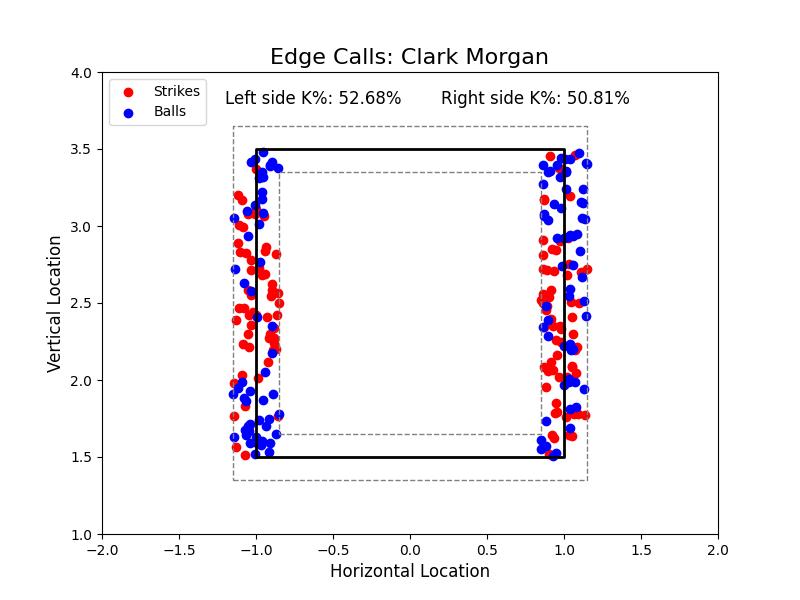 Edge Calls: Clark Morgan
Strikes
Balls
Left side K%: 52.68%
Right side K%: 50.81%
4.0
3.5
3.0
2.5
2.0
1.5
1.0
Vertical Location
−2.0
−1.5
−1.0
−0.5
0.0
0.5
1.0
1.5
2.0
Horizontal Location